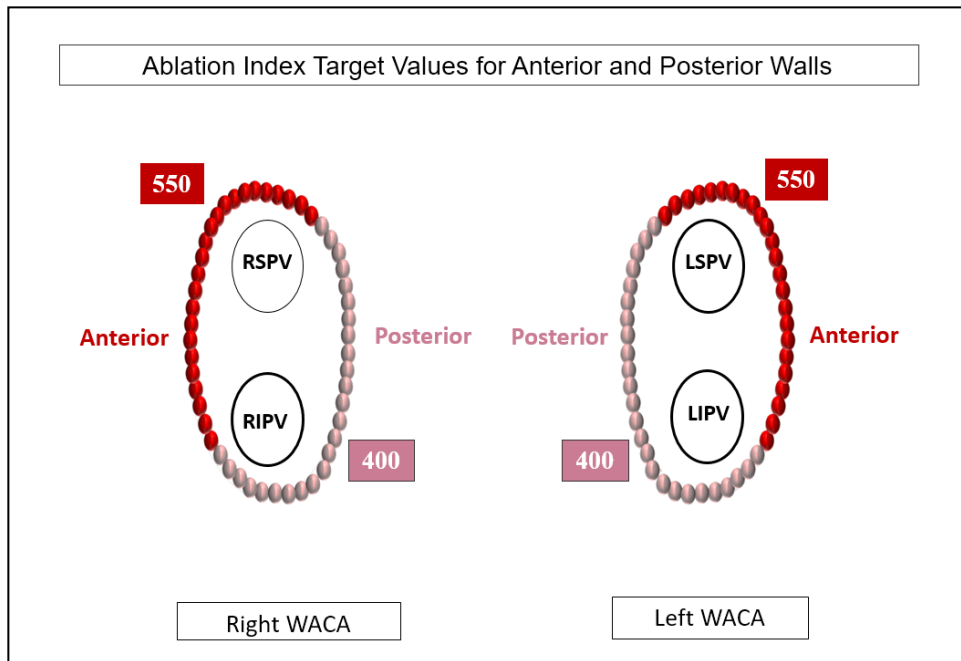 Ablation Index Target Values for Anterior and Posterior Walls
550
550
RSPV
LSPV
Anterior
Posterior
Posterior
Anterior
RIPV
LIPV
400
400
Right WACA
Left WACA